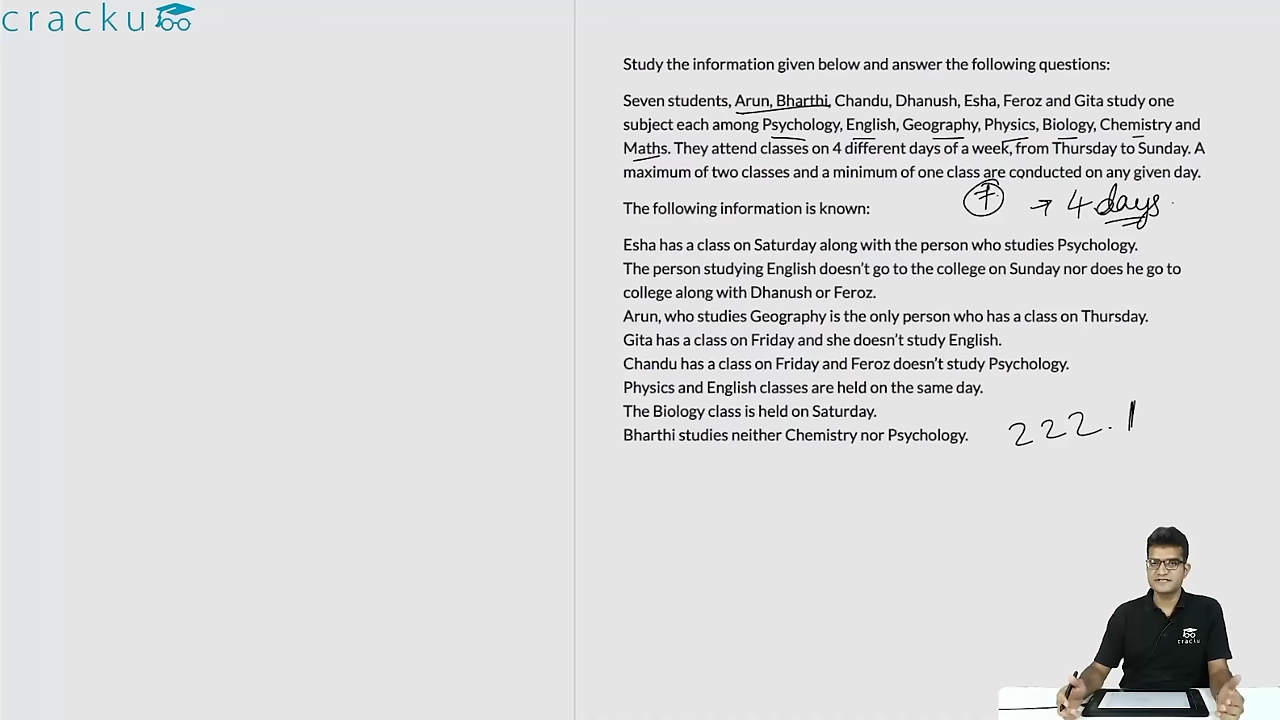 cracku
Study the information given below and answer the following questions:
Seven students, Arun, Bharthi, Chandu, Dhanush, Esha, Feroz and Gita study one
subject each among Psychology, English, Geography, Physics, Biology, Chemistry and
Maths. They attend classes on 4 different days of a week, from Thursday to Sunday. A
maximum of two classes and a minimum of one class are conducted on any given day.
7 → 4 days
The following information is known:
Esha has a class on Saturday along with the person who studies Psychology.
The person studying English doesn’t go to the college on Sunday nor does he go to
college along with Dhanush or Feroz.
Arun, who studies Geography is the only person who has a class on Thursday.
Gita has a class on Friday and she doesn’t study English.
Chandu has a class on Friday and Feroz doesn’t study Psychology.
Physics and English classes are held on the same day.
The Biology class is held on Saturday.
Bharthi studies neither Chemistry nor Psychology.
2 2 2 . 1
cracku